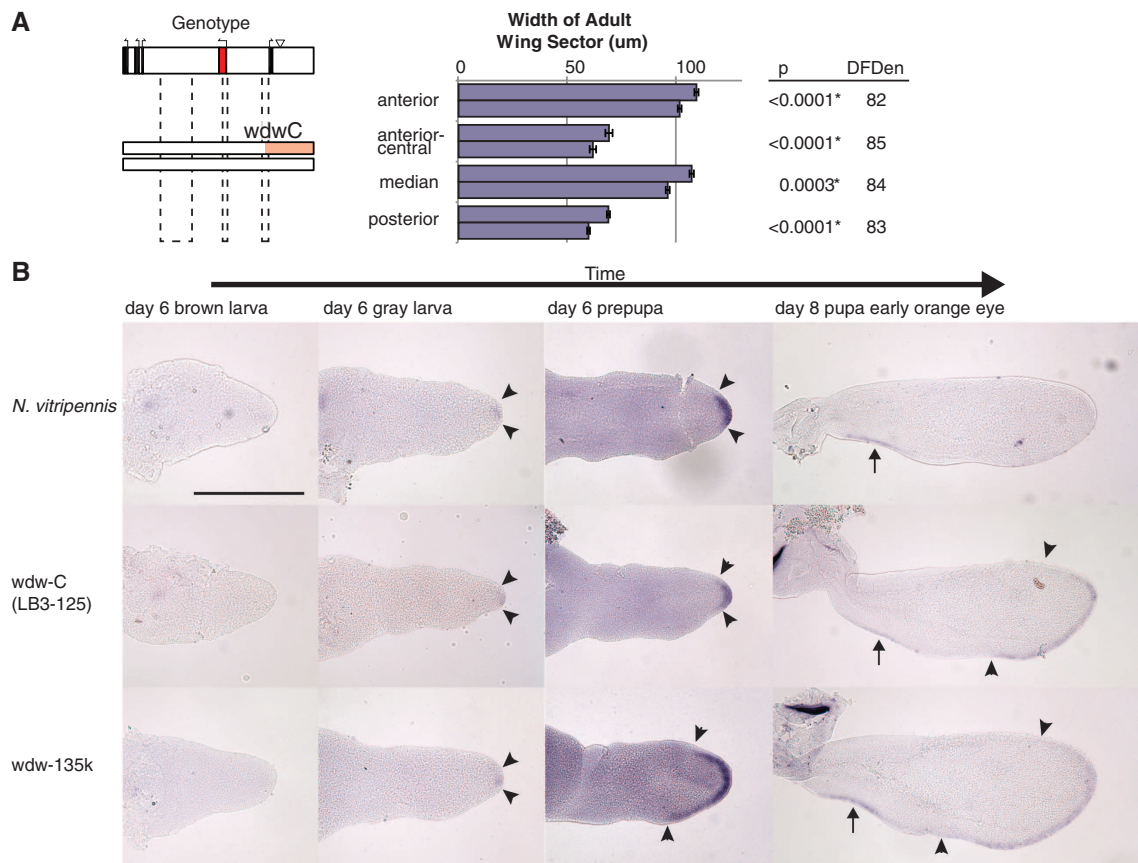 A
Genotype
wdwC
Width of Adult
Wing Sector (um)
0 50 100
p DFDen
anterior <0.0001* 82
anterior-
central <0.0001* 85
median 0.0003* 84
posterior <0.0001* 83
B
Time
day 6 brown larva day 6 gray larva day 6 prepupa day 8 pupa early orange eye
N. vitripennis
wdw-C
(LB3-125)
wdw-135k